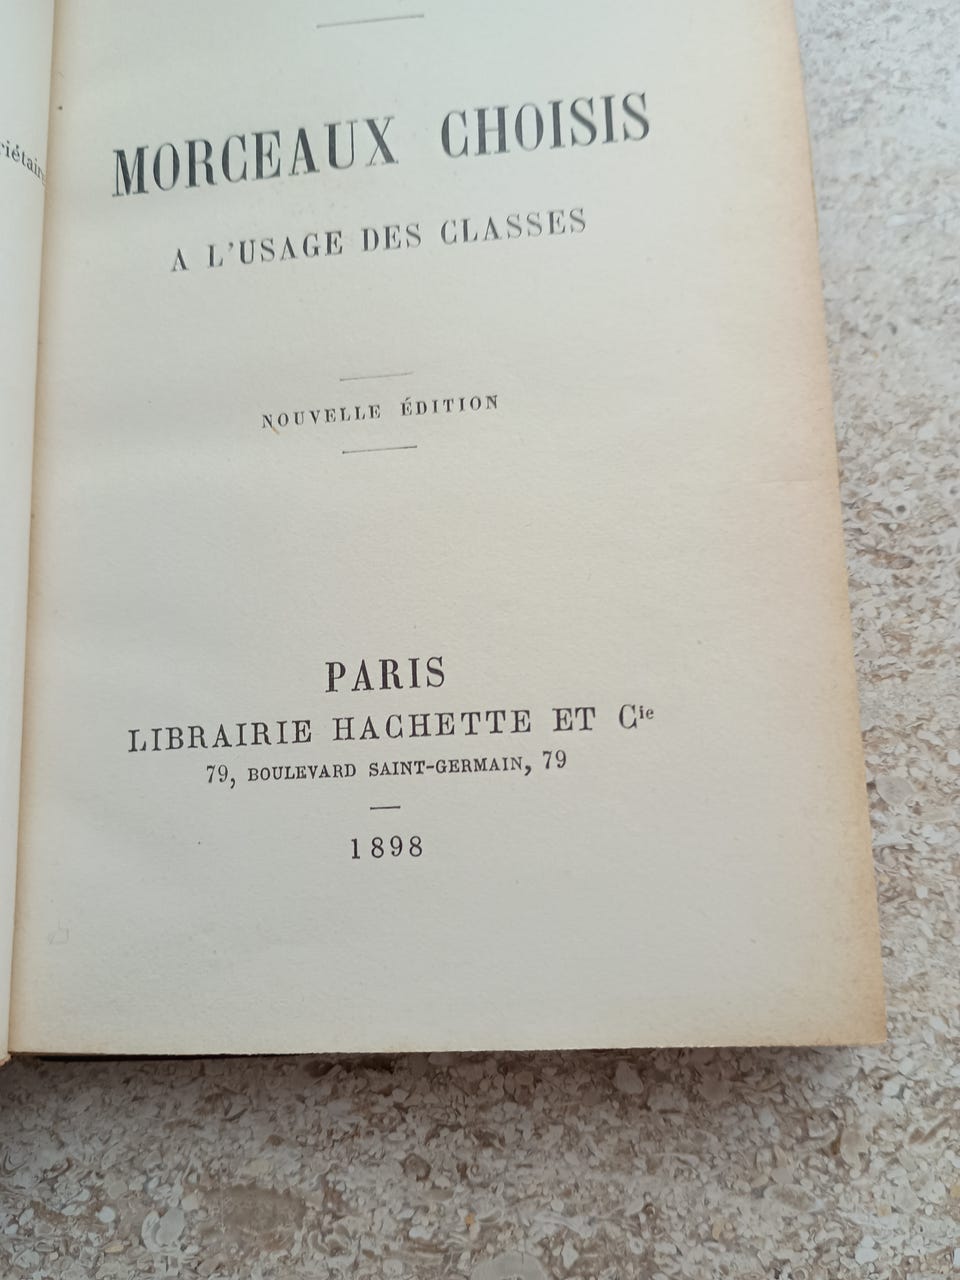 MORCEAUX CHOISIS
A L'USAGE DES CLASSES
NOUVELLE ÉDITION
PARIS
LIBRAIRIE HACHETTE ET Cie
79, BOULEVARD SAINT-GERMAIN, 79
1898